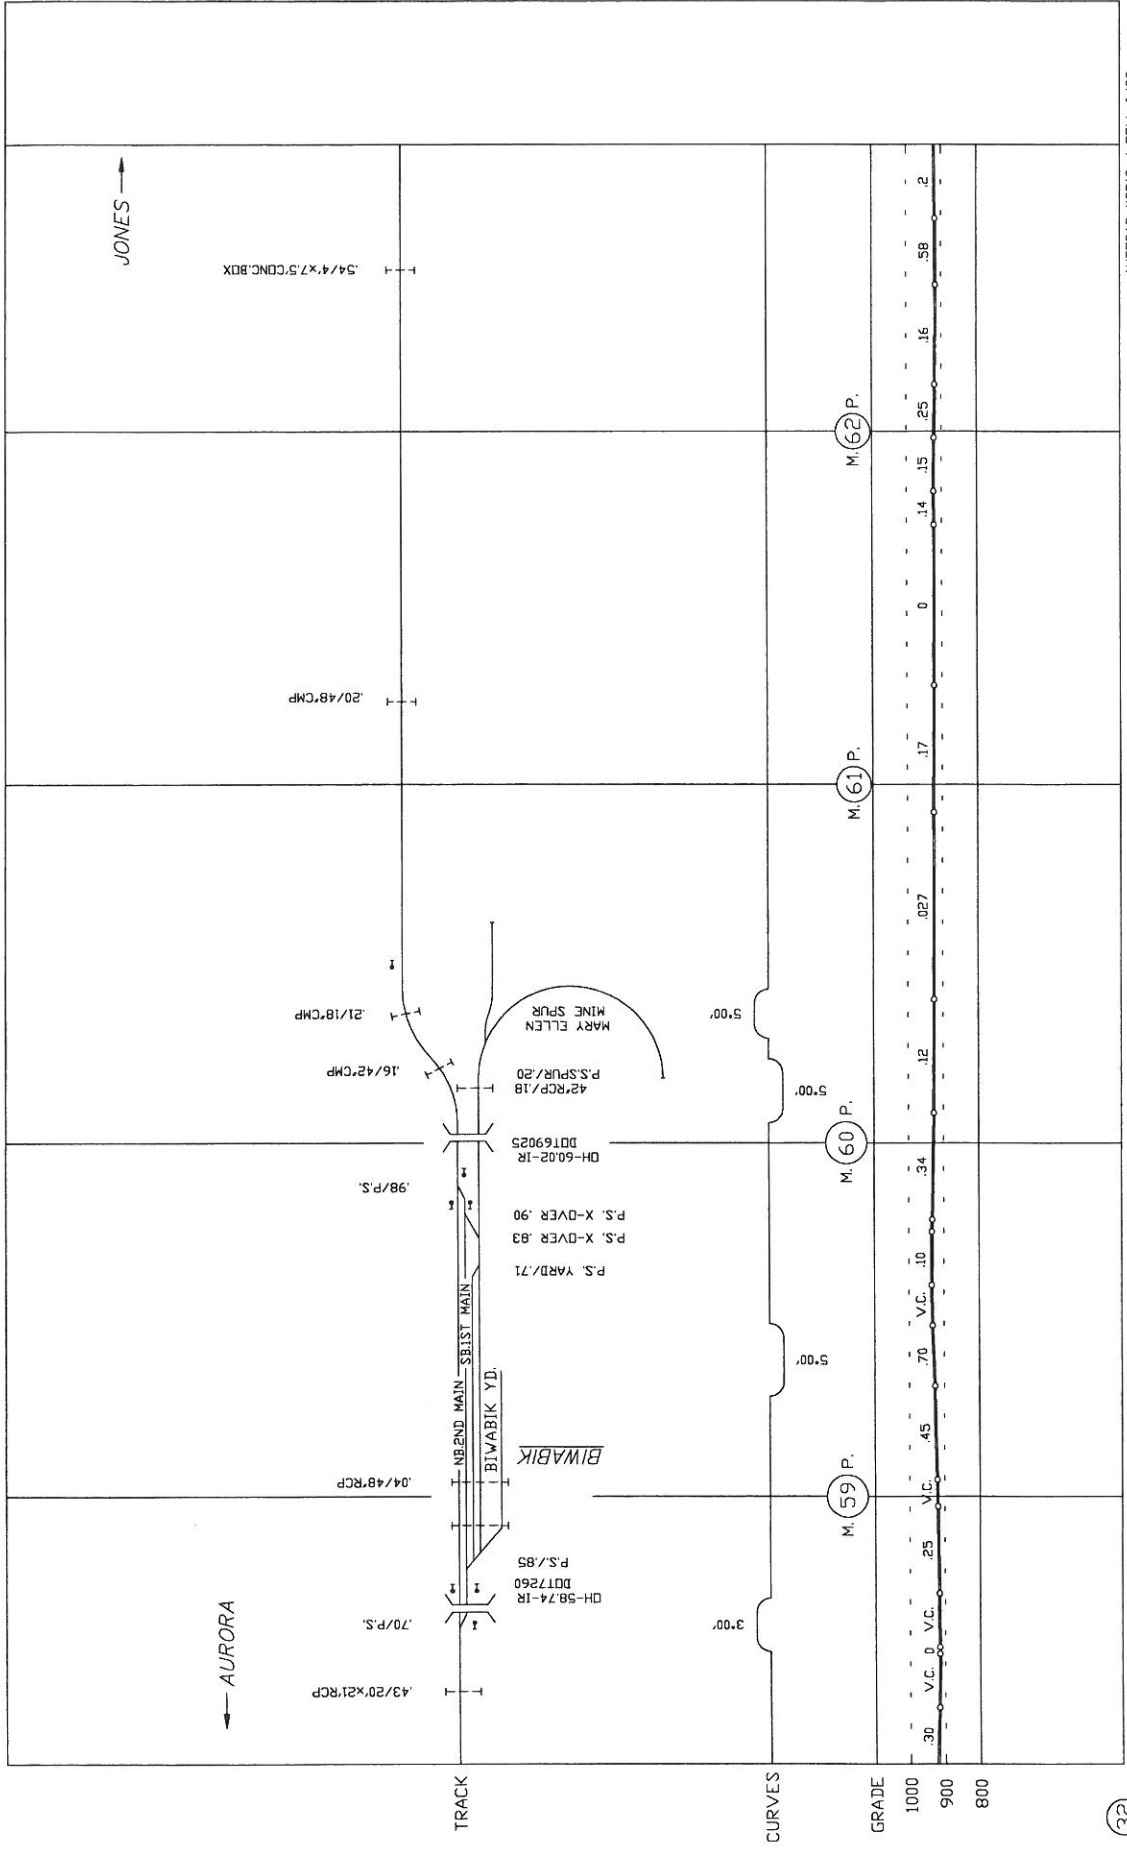 ← AURORA
JONES →
.43/20'x21'RCP
.70/P.S.
.04/48"RCP
.98/P.S.
.16/42"CMP
.21/18"CMP
.20/48"CMP
.54/4'x7.5'CONC.BOX
TRACK
NB.2ND MAIN
SB.1ST MAIN
BIWABIK YD.
OH-58.74-IR
DOT7260
P.S./.85
BIWABIK
P.S. YARD/.71
P.S. X-OVER .83
P.S. X-OVER .90
OH-60.02-IR
DOT69025
42"RCP/.18
P.S.SPUR/.20
MARY ELLEN
MINE SPUR
CURVES
3°00'
5°00'
5°00'
5°00'
M. 59 P.
M. 60 P.
M. 61 P.
M. 62 P.
GRADE
1000
900
800
.30 V.C. 0 V.C. .25 V.C. .45 .70 V.C. .10 .34 .12 .027 .17 0 .14 .15 .25 .16 .58 .2
32